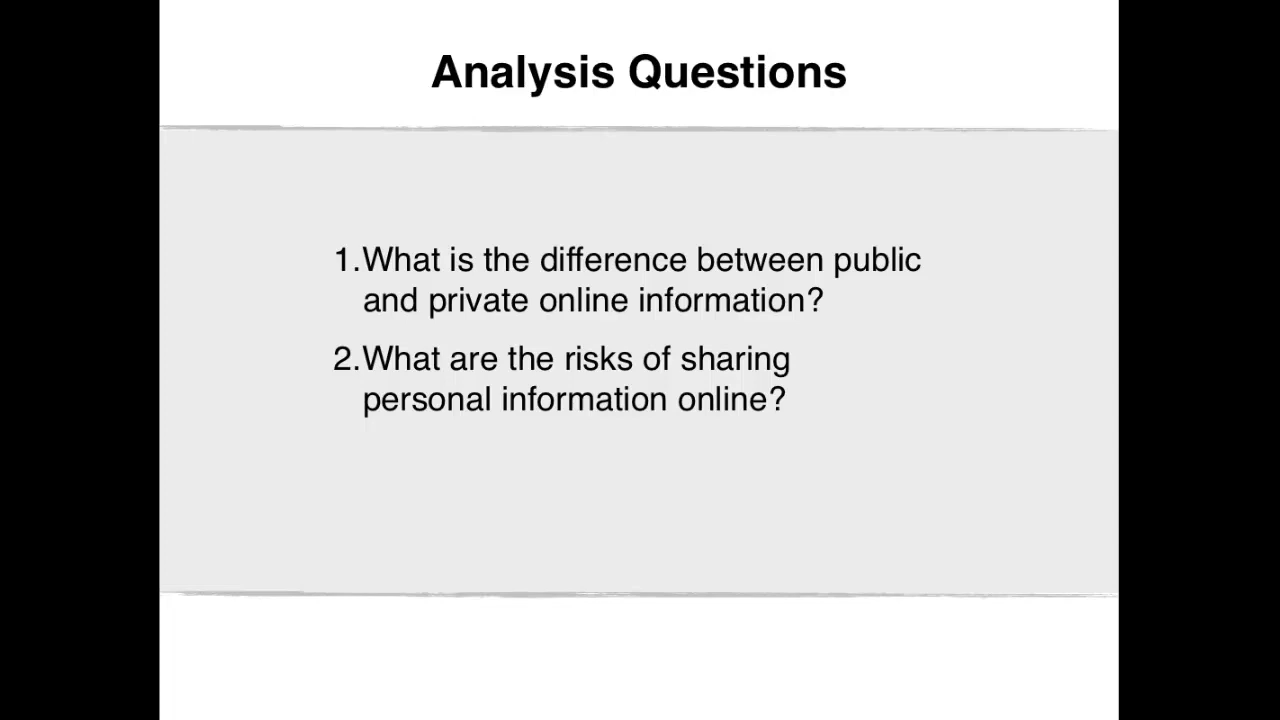 Analysis Questions
1.What is the difference between public
and private online information?
2.What are the risks of sharing
personal information online?